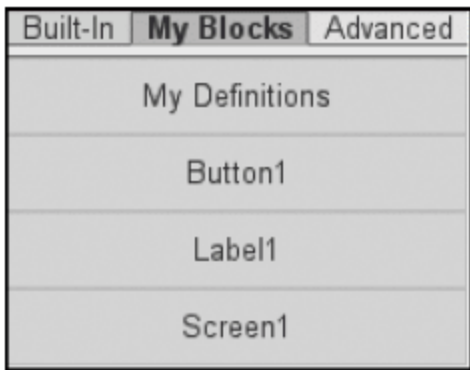 Built-In My Blocks Advanced
My Definitions
Button1
Label1
Screen1